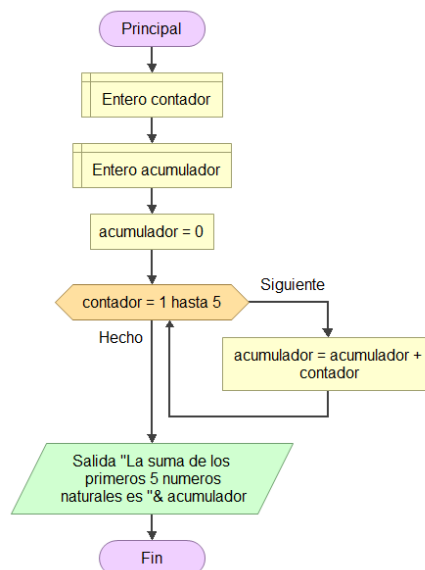 Principal
Entero contador
Entero acumulador
acumulador = 0
contador = 1 hasta 5
Siguiente
acumulador = acumulador +
contador
Hecho
Salida "La suma de los
primeros 5 numeros
naturales es "& acumulador
Fin